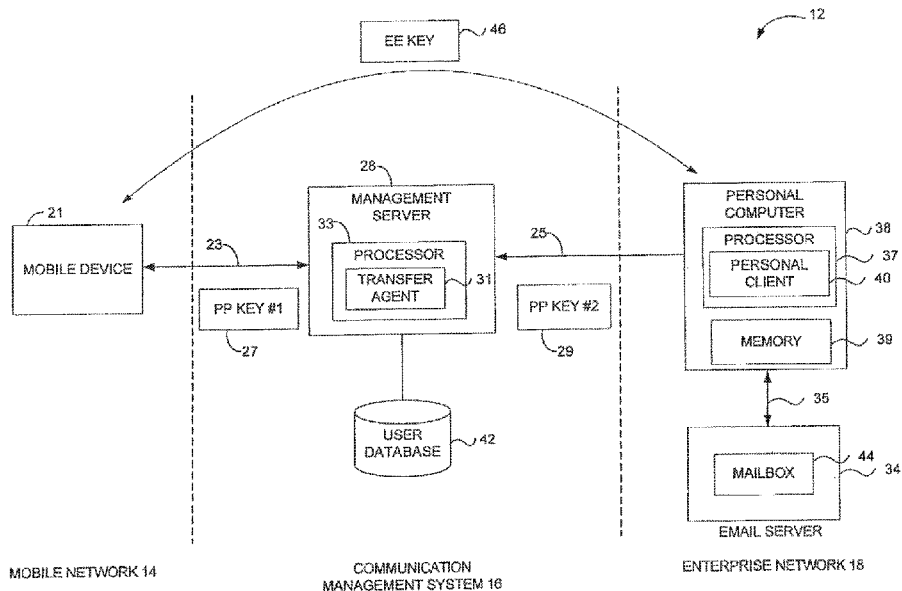 EE KEY
46
12
28
MANAGEMENT
SERVER
33
PROCESSOR
TRANSFER
AGENT
31
21
MOBILE DEVICE
23
PP KEY #1
27
25
PP KEY #2
29
PERSONAL
COMPUTER
38
PROCESSOR
37
PERSONAL
CLIENT
40
MEMORY
39
35
USER
DATABASE
42
MAILBOX
44
34
EMAIL SERVER
MOBILE NETWORK 14
COMMUNICATION
MANAGEMENT SYSTEM 16
ENTERPRISE NETWORK 18